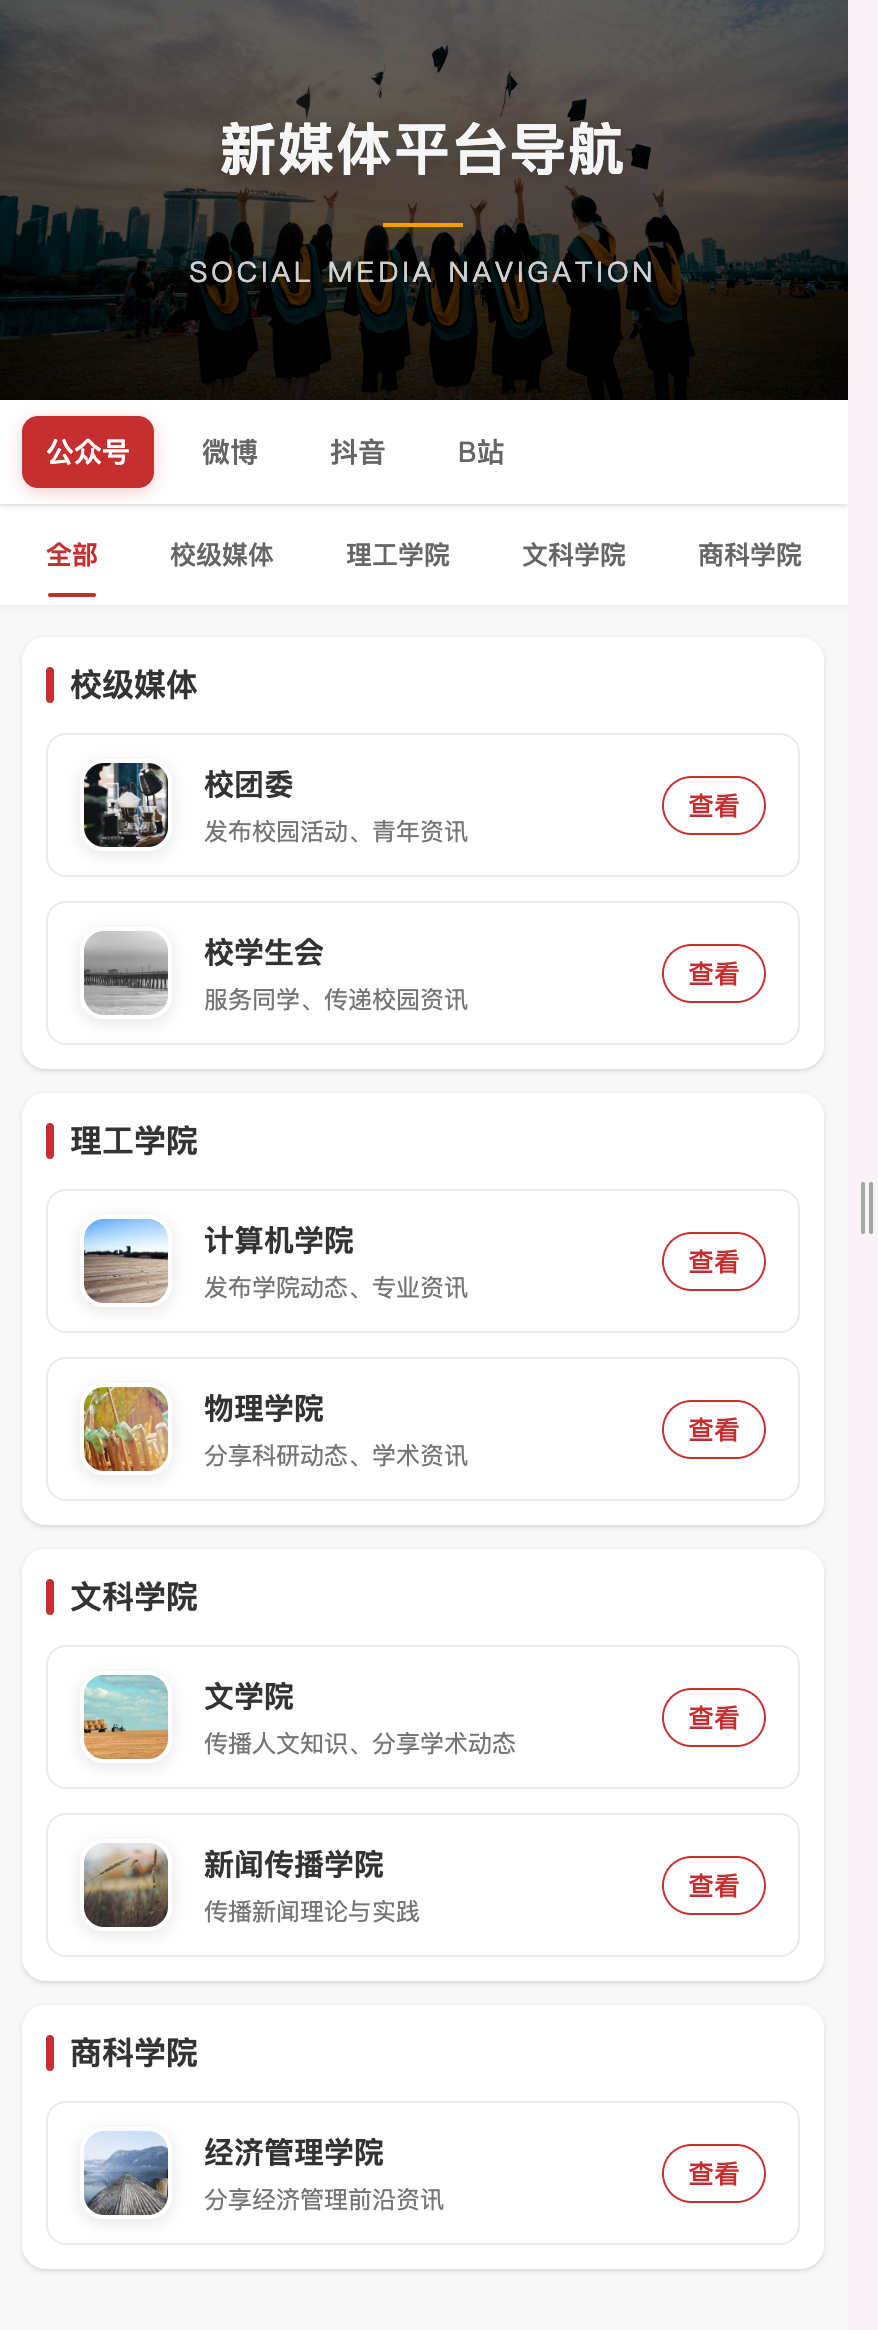 新媒体平台导航
SOCIAL MEDIA NAVIGATION
公众号 微博 抖音 B站
全部 校级媒体 理工学院 文科学院 商科学院
校级媒体
校团委
发布校园活动、青年资讯
查看
校学生会
服务同学、传递校园资讯
查看
理工学院
计算机学院
发布学院动态、专业资讯
查看
物理学院
分享科研动态、学术资讯
查看
文科学院
文学院
传播人文知识、分享学术动态
查看
新闻传播学院
传播新闻理论与实践
查看
商科学院
经济管理学院
分享经济管理前沿资讯
查看